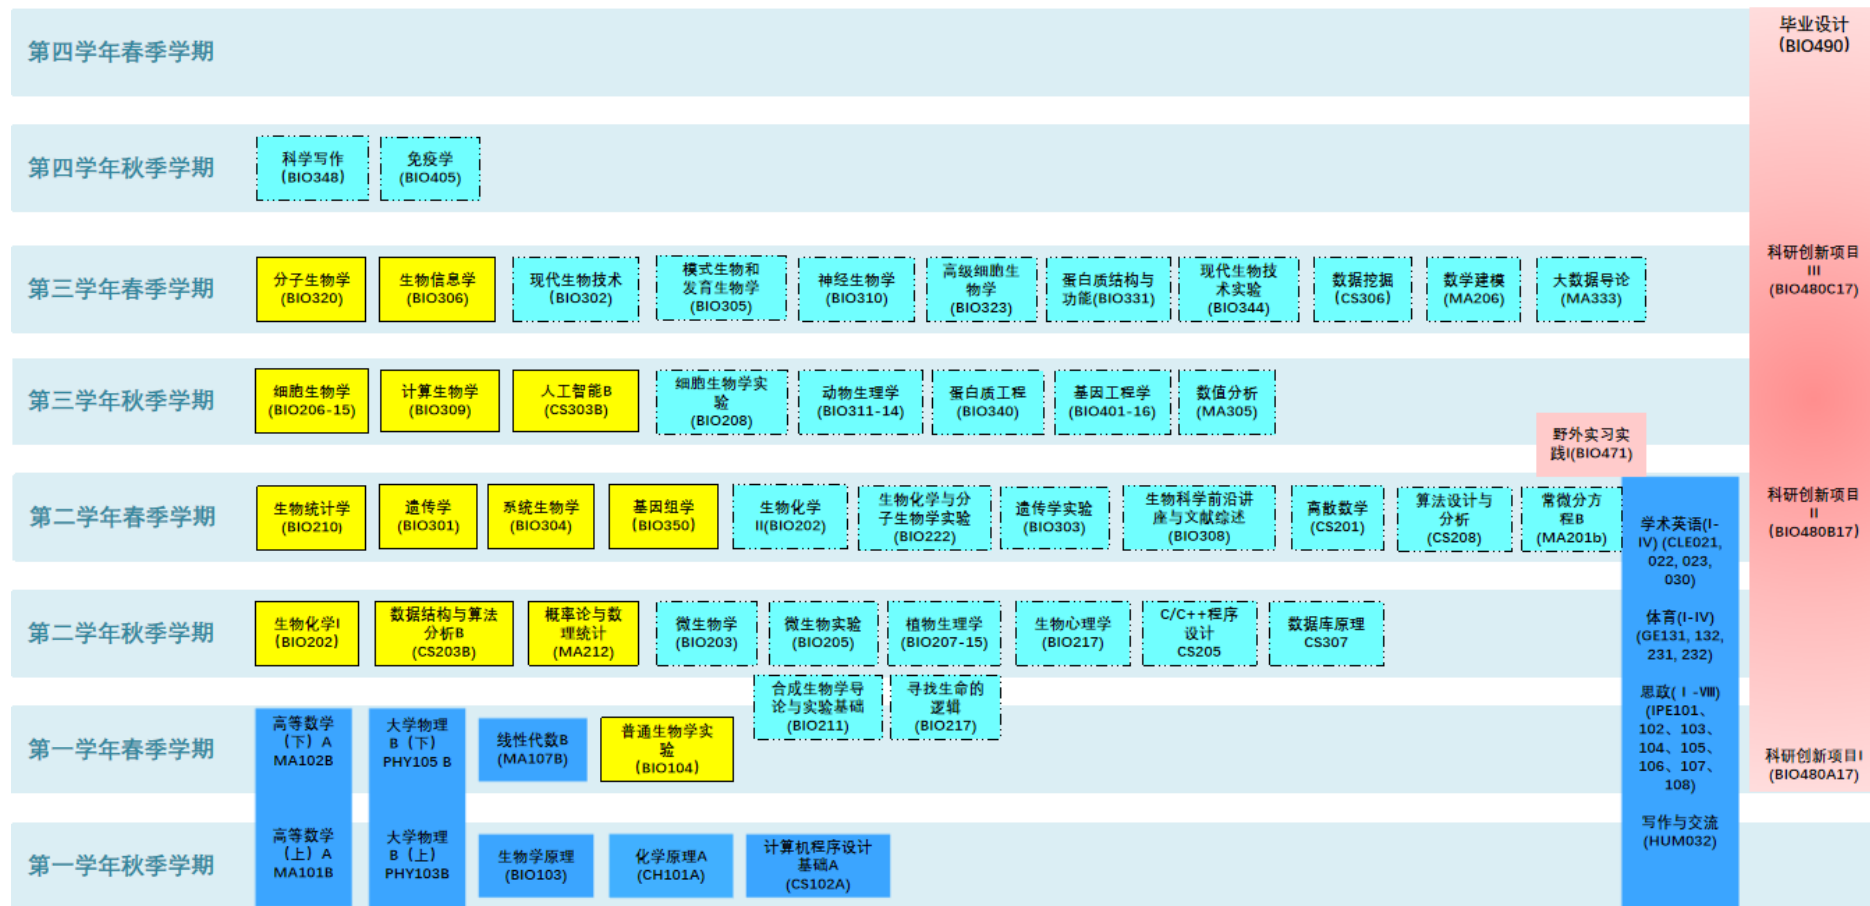 第四学年春季学期
毕业设计
(BIO490)
第四学年秋季学期
科学写作
(BIO348)
免疫学
(BIO405)
第三学年春季学期
分子生物学
(BIO320)
生物信息学
(BIO306)
现代生物技术
(BIO302)
模式生物和
发育生物学
(BIO305)
神经生物学
(BIO310)
高级细胞生
物学
(BIO323)
蛋白质结构与
功能(BIO331)
现代生物技
术实验
(BIO344)
数据挖掘
(CS306)
数学建模
(MA206)
大数据导论
(MA333)
科研创新项目
III
(BIO480C17)
第三学年秋季学期
细胞生物学
(BIO206-15)
计算生物学
(BIO309)
人工智能B
(CS303B)
细胞生物学实
验
(BIO208)
动物生理学
(BIO311-14)
蛋白质工程
(BIO340)
基因工程学
(BIO401-16)
数值分析
(MA305)
野外实习实
践I(BIO471)
第二学年春季学期
生物统计学
(BIO210)
遗传学
(BIO301)
系统生物学
(BIO304)
基因组学
(BIO350)
生物化学
II(BIO202)
生物化学与分
子生物学实验
(BIO222)
遗传学实验
(BIO303)
生物科学前沿讲
座与文献综述
(BIO308)
离散数学
(CS201)
算法设计与
分析
(CS208)
常微分方
程B
(MA201b)
科研创新项目
II
(BIO480B17)
学术英语(I-
IV) (CLE021,
022, 023,
030)
体育(I-IV)
(GE131, 132,
231, 232)
思政(Ⅰ-Ⅷ)
(IPE101、
102、103、
104、105、
106、107、
108)
写作与交流
(HUM032)
第二学年秋季学期
生物化学I
(BIO202)
数据结构与算法
分析B
(CS203B)
概率论与数
理统计
(MA212)
微生物学
(BIO203)
微生物实验
(BIO205)
植物生理学
(BIO207-15)
生物心理学
(BIO217)
C/C++程序
设计
CS205
数据库原理
CS307
合成生物学导
论与实验基础
(BIO211)
寻找生命的
逻辑
(BIO217)
第一学年春季学期
高等数学
（下）A
MA102B
大学物理
B（下）
PHY105 B
线性代数B
(MA107B)
普通生物学实
验
(BIO104)
科研创新项目I
(BIO480A17)
第一学年秋季学期
高等数学
（上）A
MA101B
大学物理
B（上）
PHY103B
生物学原理
(BIO103)
化学原理A
(CH101A)
计算机程序设计
基础A
(CS102A)